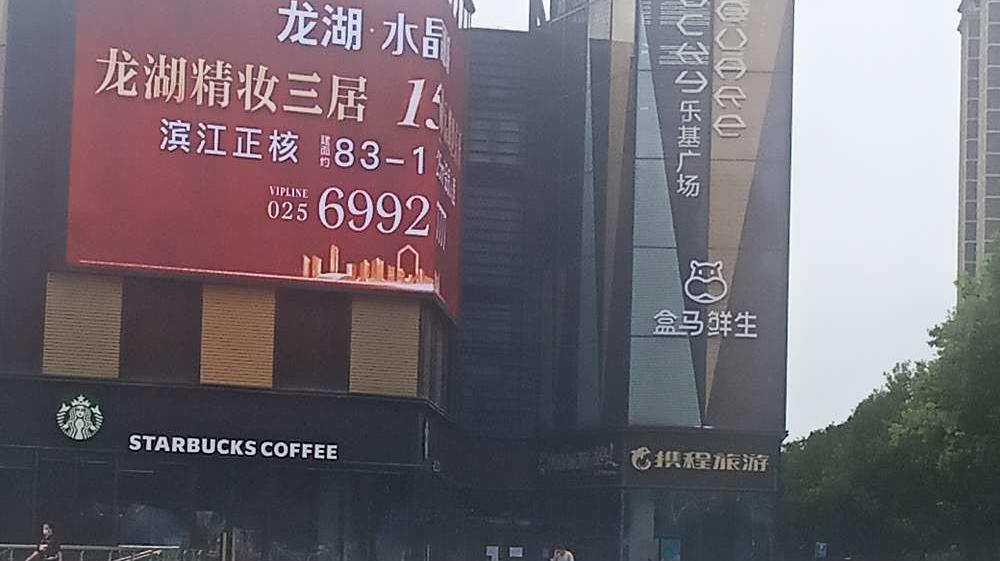 龙湖·水晶
龙湖精妆三居 15
滨江正核 建面约 83-1
VIPLINE
025 6992
乐基广场
盒马鲜生
STARBUCKS COFFEE
携程旅游